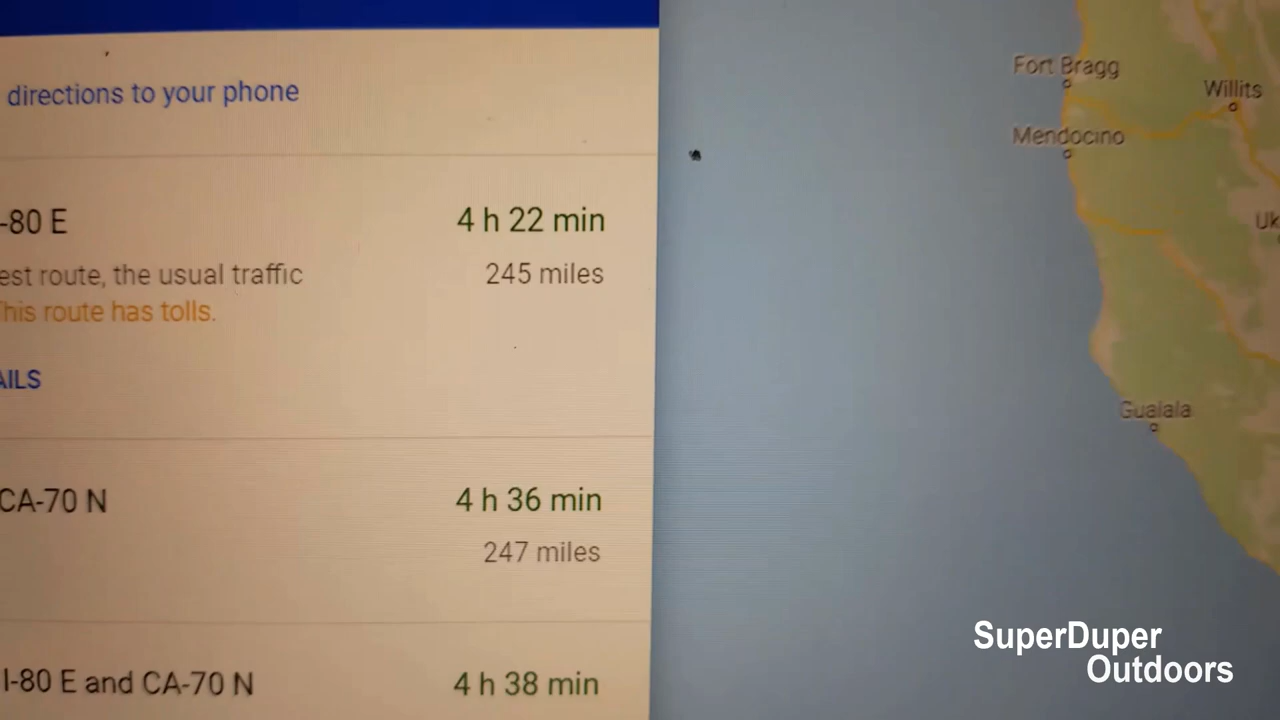 directions to your phone
-80 E
4 h 22 min
est route, the usual traffic
245 miles
his route has tolls.
AILS
CA-70 N
4 h 36 min
247 miles
I-80 E and CA-70 N
4 h 38 min
Fort Bragg
Willits
Mendocino
Uk
Gualala
SuperDuper
Outdoors